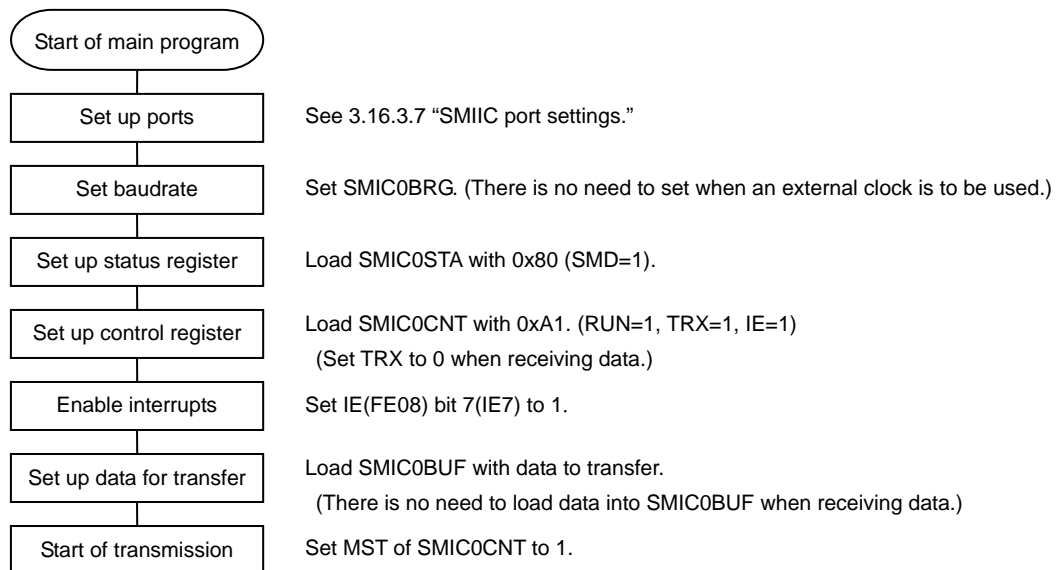 Start of main program
Set up ports
See 3.16.3.7 “SMIIC port settings.”
Set baudrate
Set SMIC0BRG. (There is no need to set when an external clock is to be used.)
Set up status register
Load SMIC0STA with 0x80 (SMD=1).
Set up control register
Load SMIC0CNT with 0xA1. (RUN=1, TRX=1, IE=1)
(Set TRX to 0 when receiving data.)
Enable interrupts
Set IE(FE08) bit 7(IE7) to 1.
Set up data for transfer
Load SMIC0BUF with data to transfer.
(There is no need to load data into SMIC0BUF when receiving data.)
Start of transmission
Set MST of SMIC0CNT to 1.